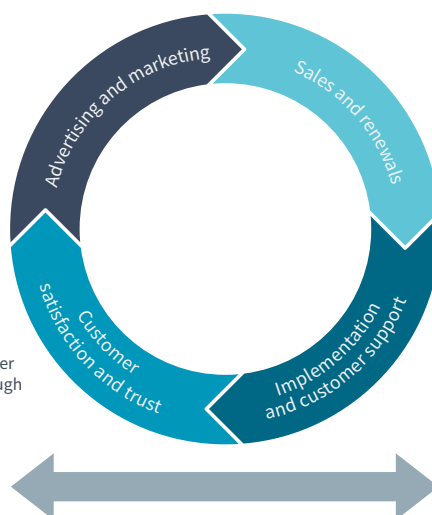 Advertising and marketing
Sales and renewals
Implementation
and customer support
Customer
satisfaction and trust